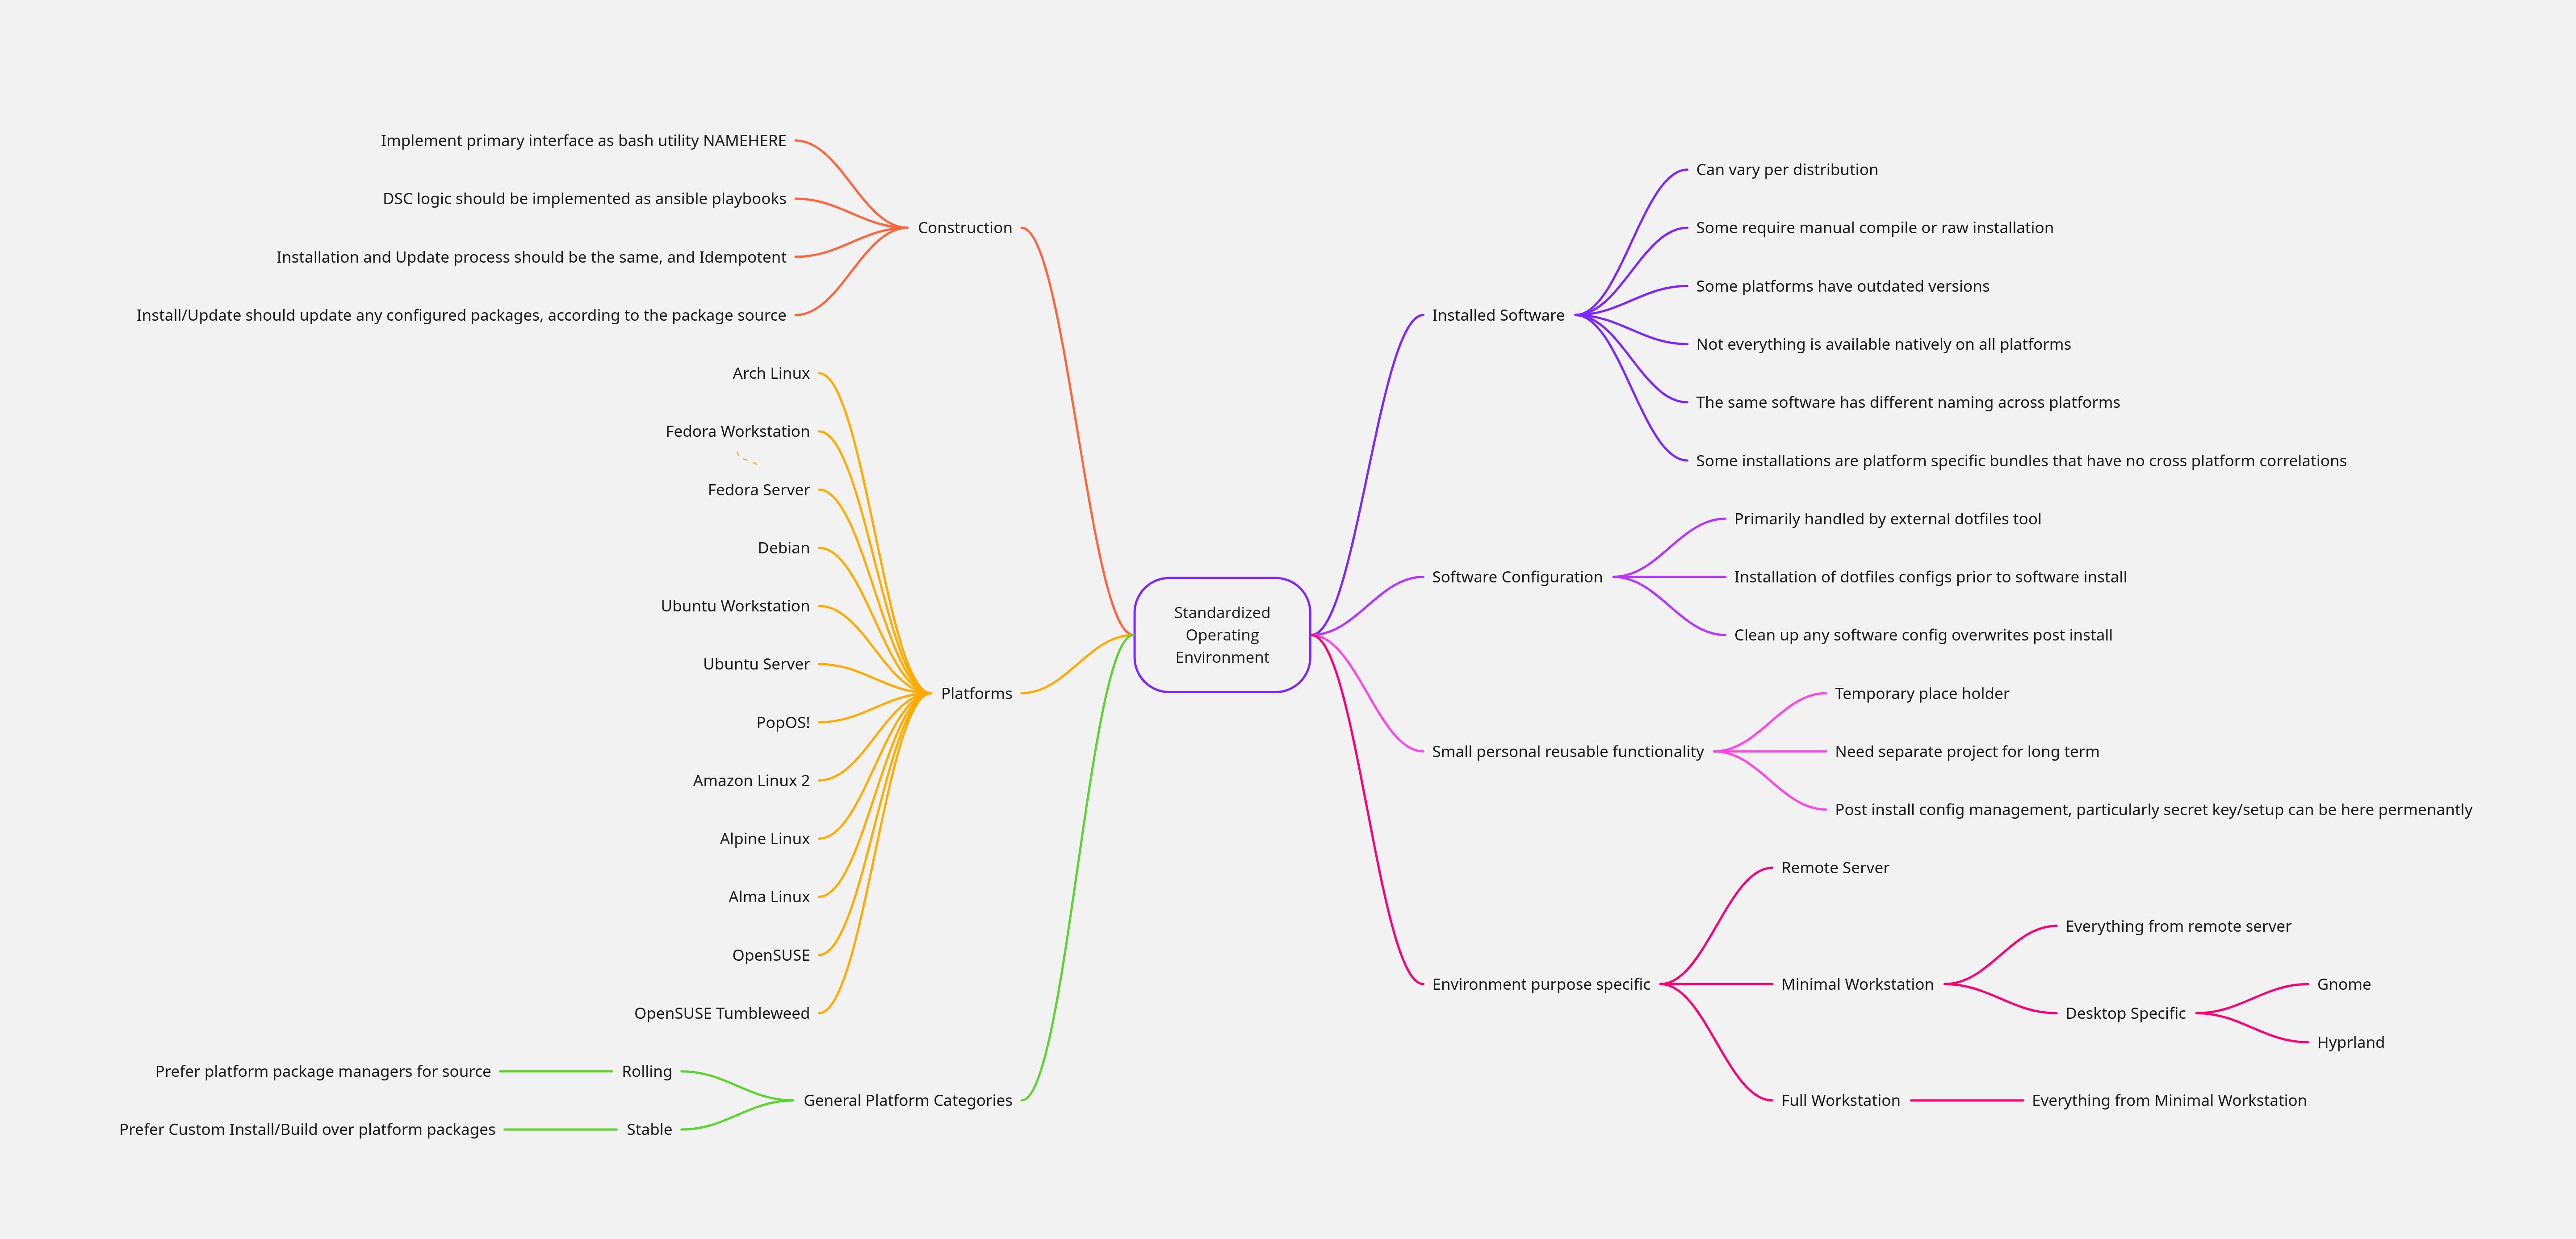 Implement primary interface as bash utility NAMEHERE
DSC logic should be implemented as ansible playbooks
Construction
Installation and Update process should be the same, and Idempotent
Install/Update should update any configured packages, according to the package source
Arch Linux
Fedora Workstation
Fedora Server
Debian
Ubuntu Workstation
Ubuntu Server
Platforms
PopOS!
Amazon Linux 2
Alpine Linux
Alma Linux
OpenSUSE
OpenSUSE Tumbleweed
Prefer platform package managers for source
Rolling
General Platform Categories
Prefer Custom Install/Build over platform packages
Stable
Standardized
Operating
Environment
Can vary per distribution
Some require manual compile or raw installation
Some platforms have outdated versions
Installed Software
Not everything is available natively on all platforms
The same software has different naming across platforms
Some installations are platform specific bundles that have no cross platform correlations
Primarily handled by external dotfiles tool
Software Configuration
Installation of dotfiles configs prior to software install
Clean up any software config overwrites post install
Temporary place holder
Small personal reusable functionality
Need separate project for long term
Post install config management, particularly secret key/setup can be here permenantly
Remote Server
Everything from remote server
Environment purpose specific
Minimal Workstation
Gnome
Desktop Specific
Hyprland
Full Workstation
Everything from Minimal Workstation